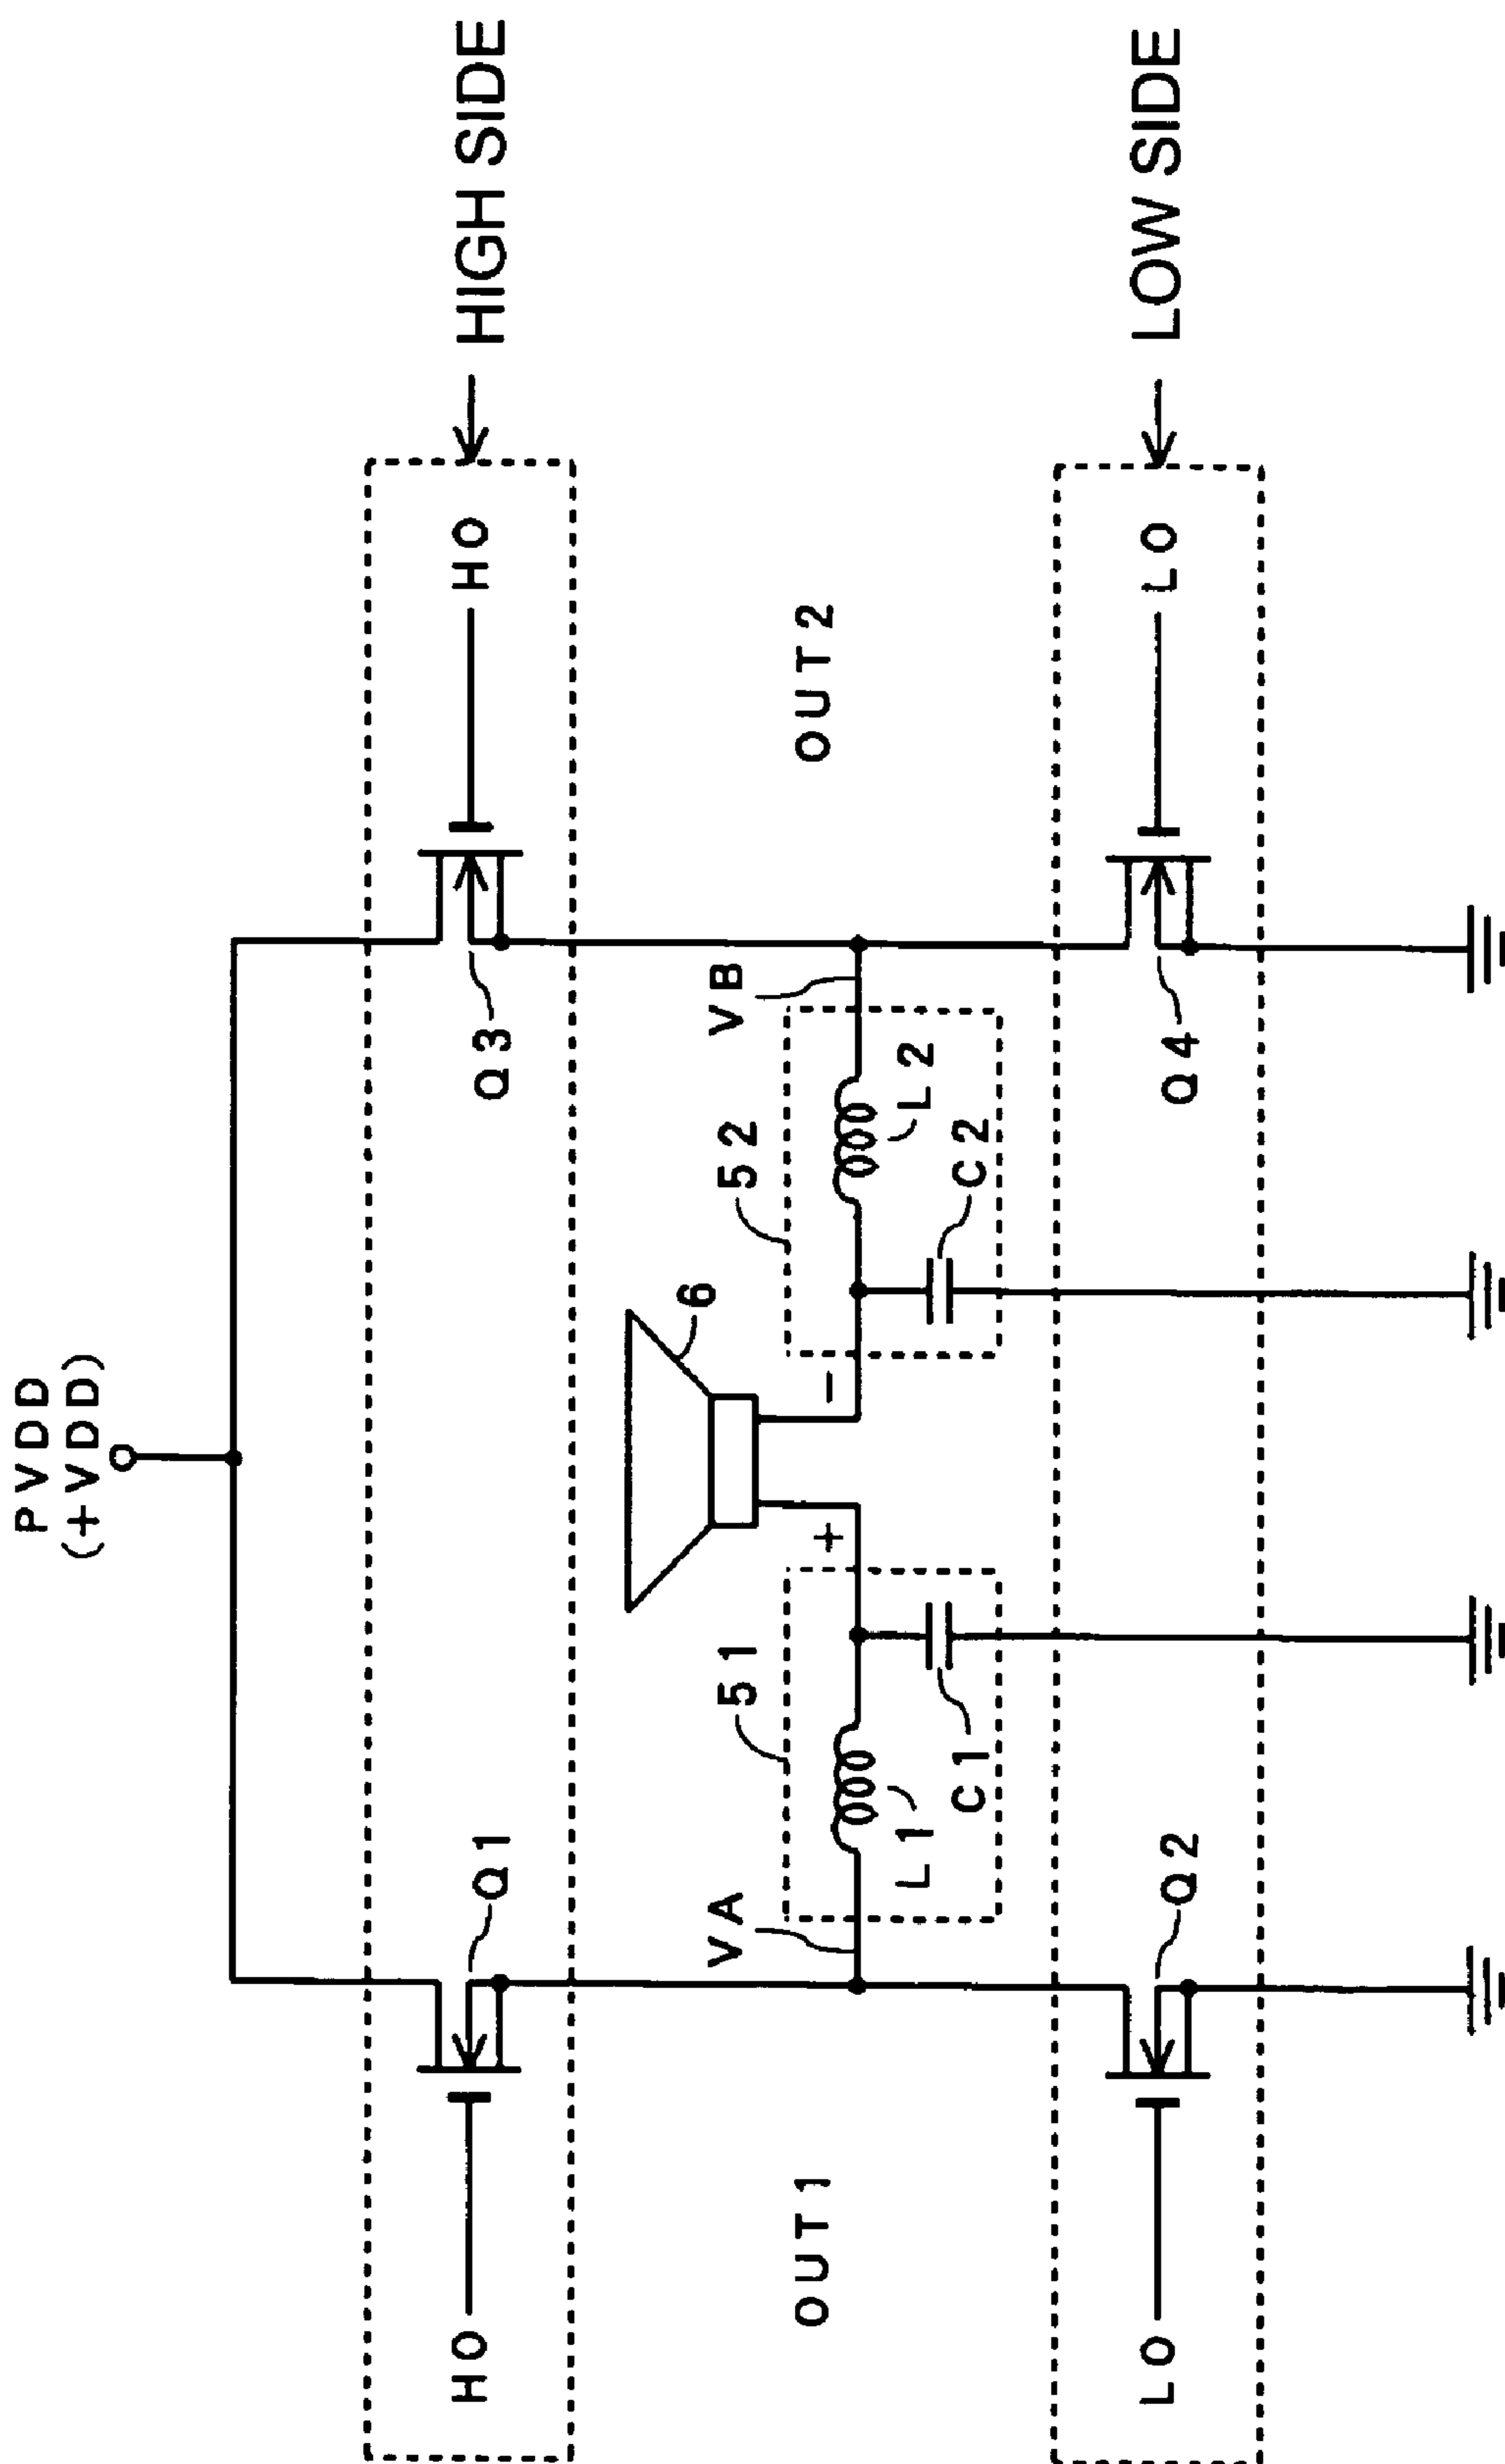 PVDD
(+VDD)
HO
Q1
Q3
HO
HIGH SIDE
6
VA
51
52
VB
OUT1
+
−
OUT2
L1
C1
C2
L2
LO
Q2
Q4
LO
LOW SIDE